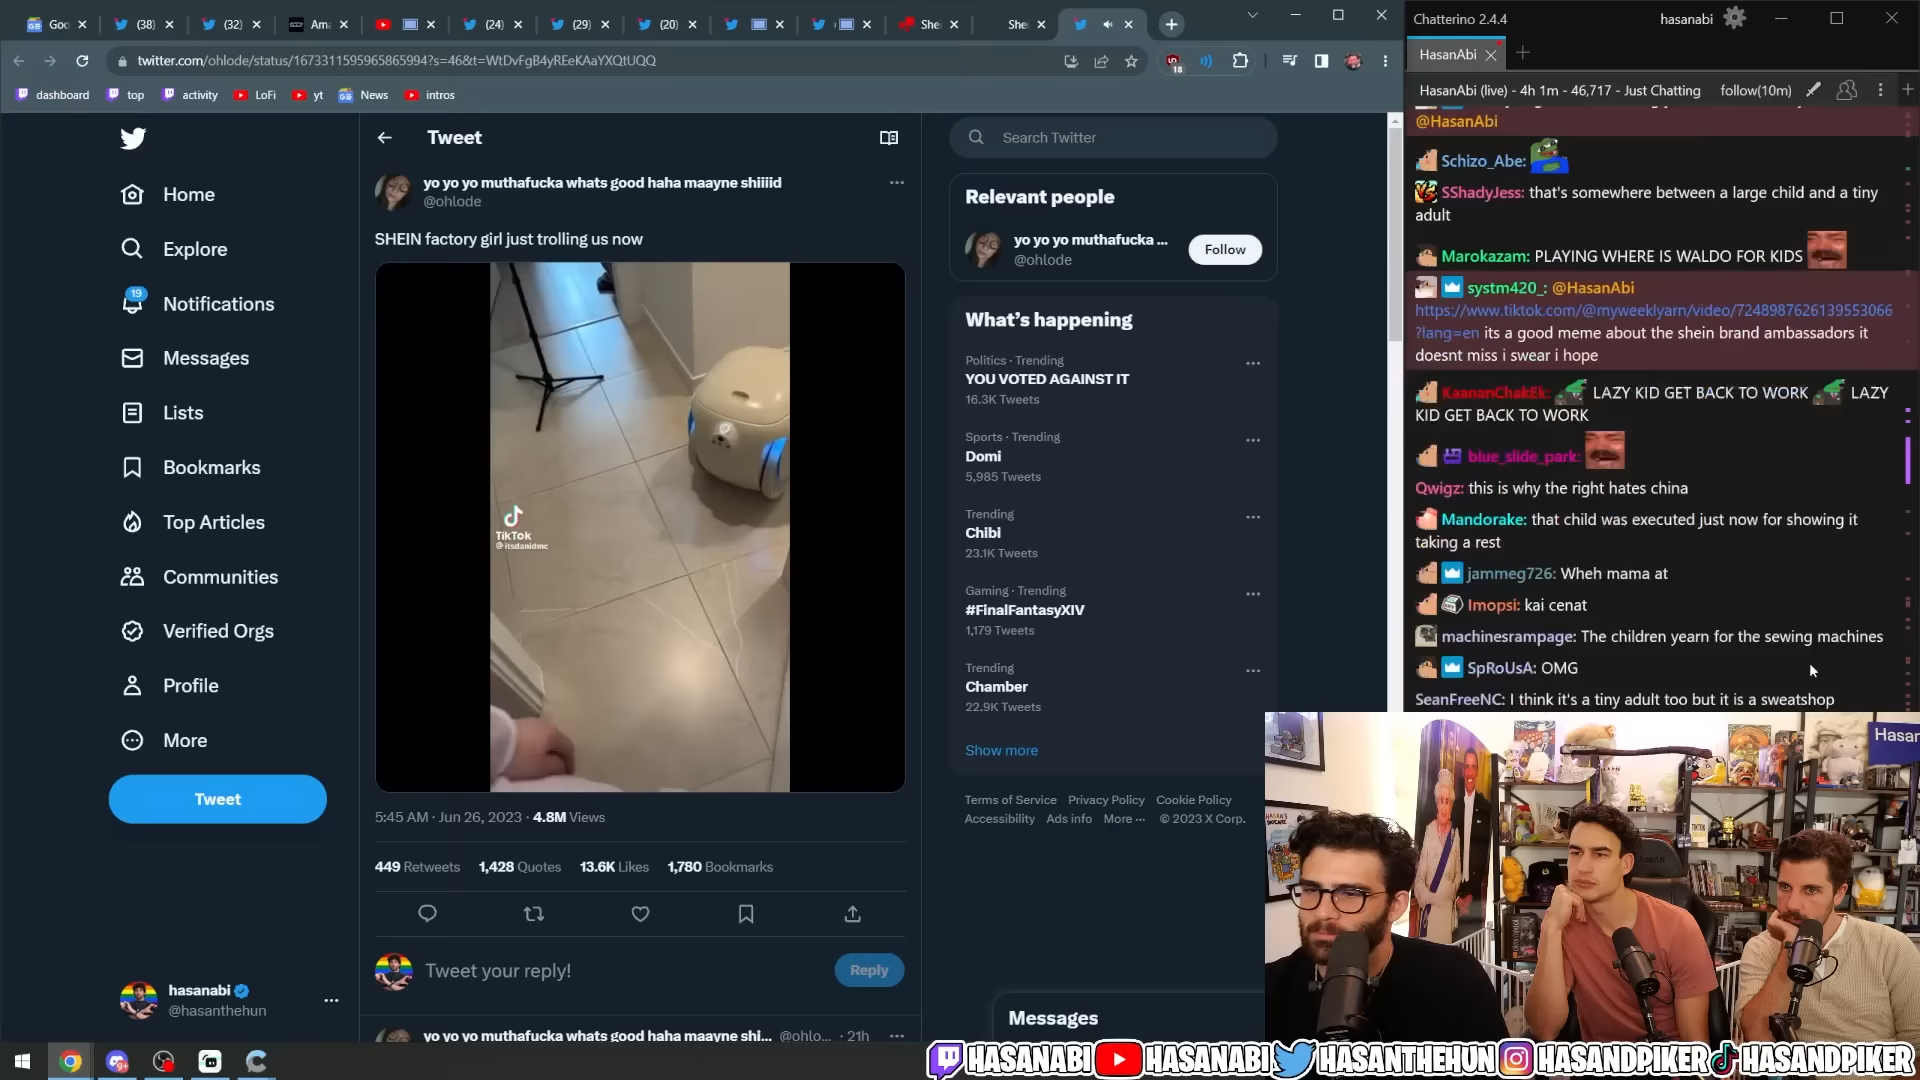 Goo
(38)
(32)
Ama
(24)
(29)
(20)
Shei
Shei
twitter.com/ohlode/status/1673311595965865994?s=46&t=WtDvFgB4yREeKAaYXQtUQQ
18
dashboard
top
activity
LoFi
yt
News
intros
19
Home
Explore
Notifications
Messages
Lists
Bookmarks
Top Articles
Communities
Verified Orgs
Profile
More
Tweet
hasanabi
@hasanthehun
Tweet
yo yo yo muthafucka whats good haha maayne shiiiid
@ohlode
SHEIN factory girl just trolling us now
TikTok
@itsdanidmc
5:45 AM · Jun 26, 2023 · 4.8M Views
449 Retweets 1,428 Quotes 13.6K Likes 1,780 Bookmarks
Tweet your reply!
Reply
yo yo yo muthafucka whats good haha maayne shi... @ohlo... · 21h
Search Twitter
Relevant people
yo yo yo muthafucka ...
@ohlode
Follow
What's happening
Politics · Trending
YOU VOTED AGAINST IT
16.3K Tweets
Sports · Trending
Domi
5,985 Tweets
Trending
Chibi
23.1K Tweets
Gaming · Trending
#FinalFantasyXIV
1,179 Tweets
Trending
Chamber
22.9K Tweets
Show more
Terms of Service Privacy Policy Cookie Policy
Accessibility Ads info More ··· © 2023 X Corp.
Messages
Chatterino 2.4.4
hasanabi
HasanAbi
HasanAbi (live) - 4h 1m - 46,717 - Just Chatting follow(10m)
@HasanAbi
Schizo_Abe:
SShadyJess: that's somewhere between a large child and a tiny
adult
Marokazam: PLAYING WHERE IS WALDO FOR KIDS
systm420_: @HasanAbi
https://www.tiktok.com/@myweeklyarn/video/7248987626139553066
?lang=en its a good meme about the shein brand ambassadors it
doesnt miss i swear i hope
KaananChakEk: LAZY KID GET BACK TO WORK LAZY
KID GET BACK TO WORK
blue_slide_park:
Qwigz: this is why the right hates china
Mandorake: that child was executed just now for showing it
taking a rest
jammeg726: Wheh mama at
Imopsi: kai cenat
machinesrampage: The children yearn for the sewing machines
SpRoUsA: OMG
SeanFreeNC: I think it's a tiny adult too but it is a sweatshop
Hasan
HASANABI HASANABI HASANTHEHUN HASANDPIKER HASANDPIKER